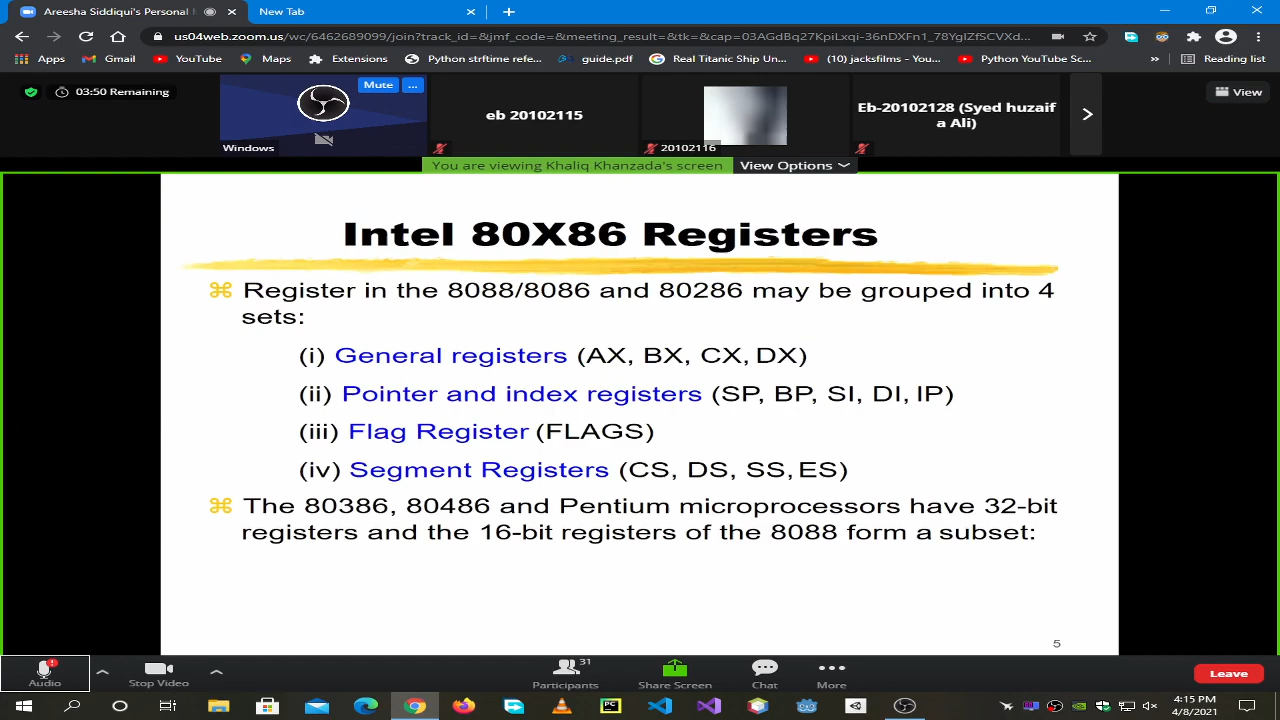 Areesha Siddiqui's Personal
New Tab
us04web.zoom.us/wc/6462689099/join?track_id=&jmf_code=&meeting_result=&tk=&cap=
Apps
Gmail
YouTube
Maps
Extensions
Python strftime refe...
guide.pdf
Real Titanic Ship Un...
(10) jacksfilms - You...
Python YouTube Sc...
»
Reading list
03:50 Remaining
Mute
...
Windows
eb 20102115
20102116
Eb-20102128 (Syed huzaif
a Ali)
View
You are viewing Khaliq Khanzada's screen
View Options
Intel 80X86 Registers
Register in the 8088/8086 and 80286 may be grouped into 4
sets:
(i) General registers (AX, BX, CX, DX)
(ii) Pointer and index registers (SP, BP, SI, DI, IP)
(iii) Flag Register (FLAGS)
(iv) Segment Registers (CS, DS, SS, ES)
The 80386, 80486 and Pentium microprocessors have 32-bit
registers and the 16-bit registers of the 8088 form a subset:
5
Audio
Stop Video
31
Participants
Share Screen
Chat
More
Leave
PC
4:15 PM
4/8/2021